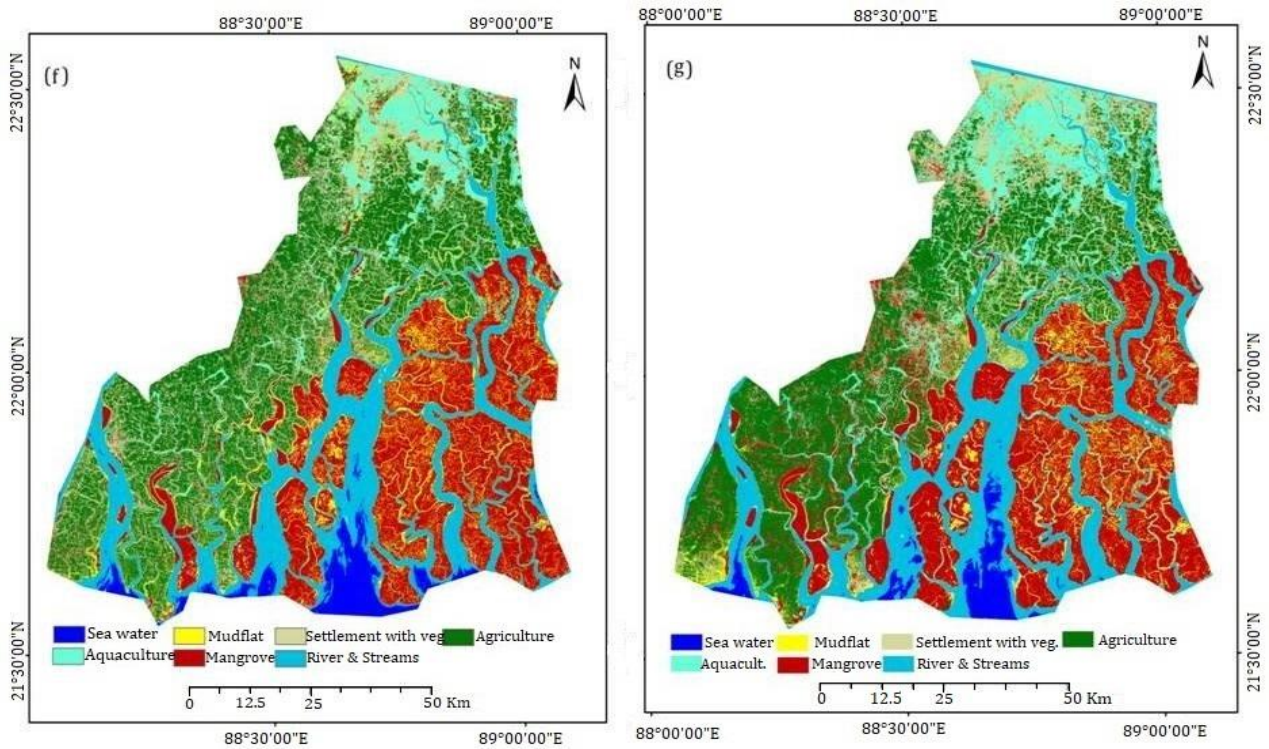 88°30'00"E
89°00'00"E
(f)
N
22°30'00"N
22°00'00"N
21°30'00"N
Sea water
Mudflat
Settlement with veg
Agriculture
Aquaculture
Mangrove
River & Streams
0 12.5 25 50 Km
88°30'00"E
89°00'00"E
88°00'00"E
88°30'00"E
89°00'00"E
(g)
N
22°30'00"N
22°00'00"N
21°30'00"N
Sea water
Mudflat
Settlement with veg.
Agriculture
Aquacult.
Mangrove
River & Streams
0 12.5 25 50 Km
88°00'00"E
88°30'00"E
89°00'00"E